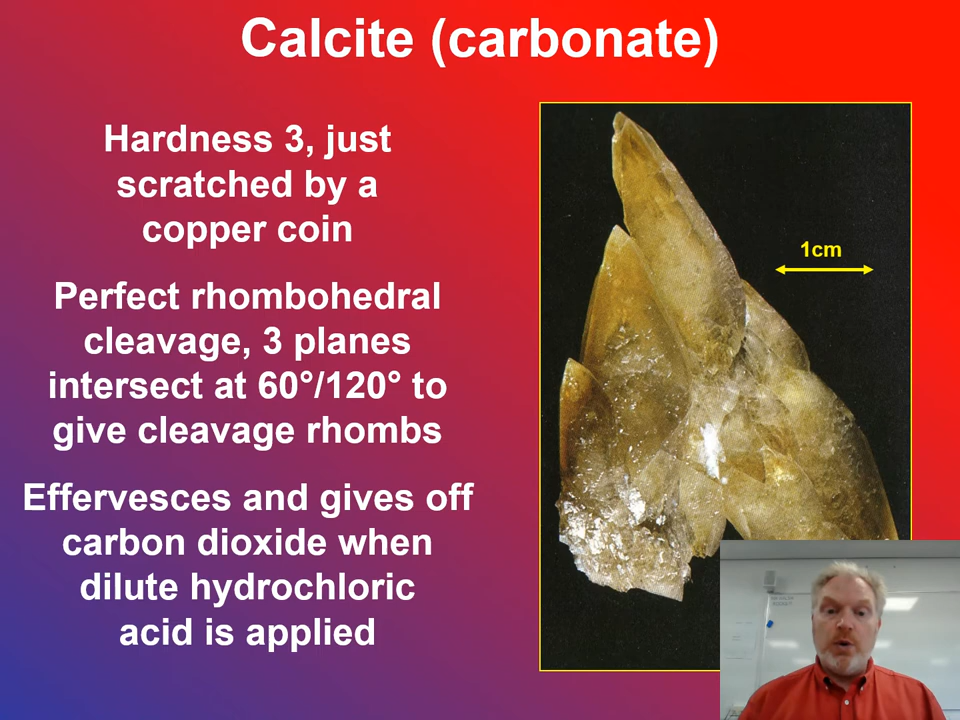 Calcite (carbonate)
Hardness 3, just
scratched by a
copper coin
Perfect rhombohedral
cleavage, 3 planes
intersect at 60°/120° to
give cleavage rhombs
Effervesces and gives off
carbon dioxide when
dilute hydrochloric
acid is applied
1cm